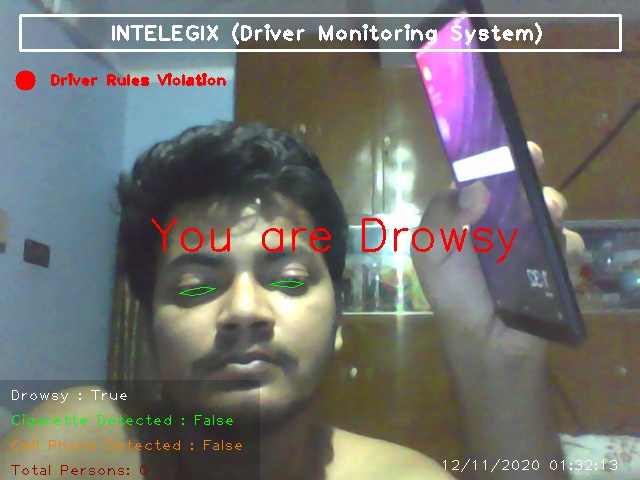 INTELEGIX (Driver Monitoring System)
Driver Rules Violation
You are Drowsy
Drowsy : True
Cigarette Detected : False
Cell Phone Detected : False
Total Persons: 0
12/11/2020 01:32:13